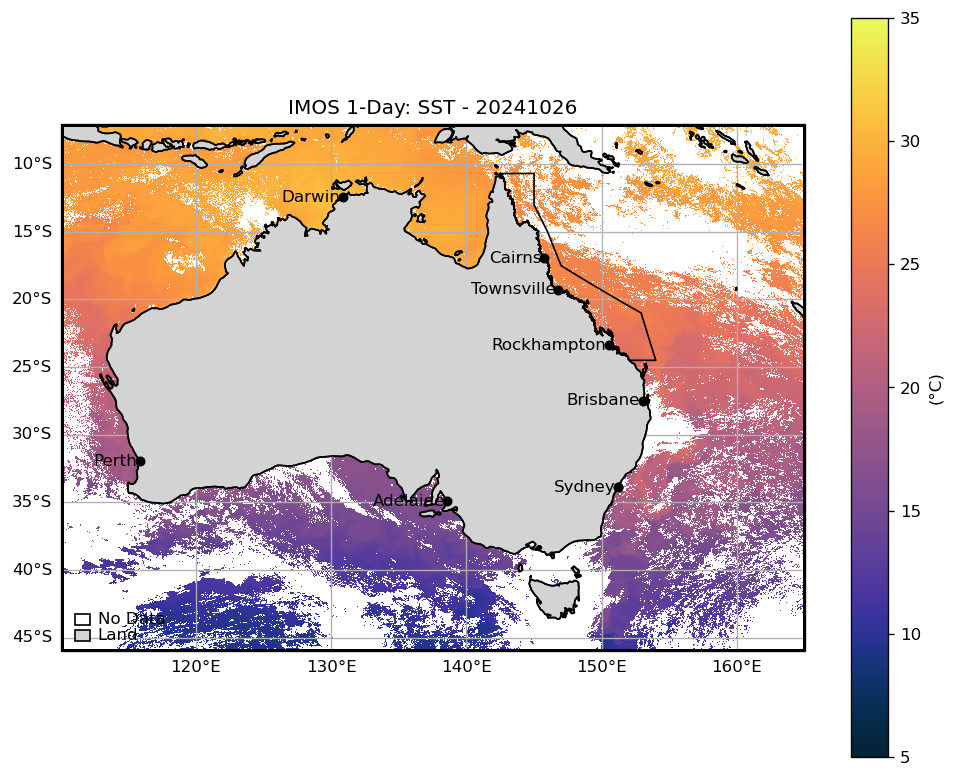 IMOS 1-Day: SST - 20241026
35
30
25
20
15
10
5
(°C)
10°S
15°S
20°S
25°S
30°S
35°S
40°S
45°S
Darwin
Cairns
Townsville
Rockhampton
Brisbane
Perth
Sydney
Adelaide
No Data
Land
120°E
130°E
140°E
150°E
160°E